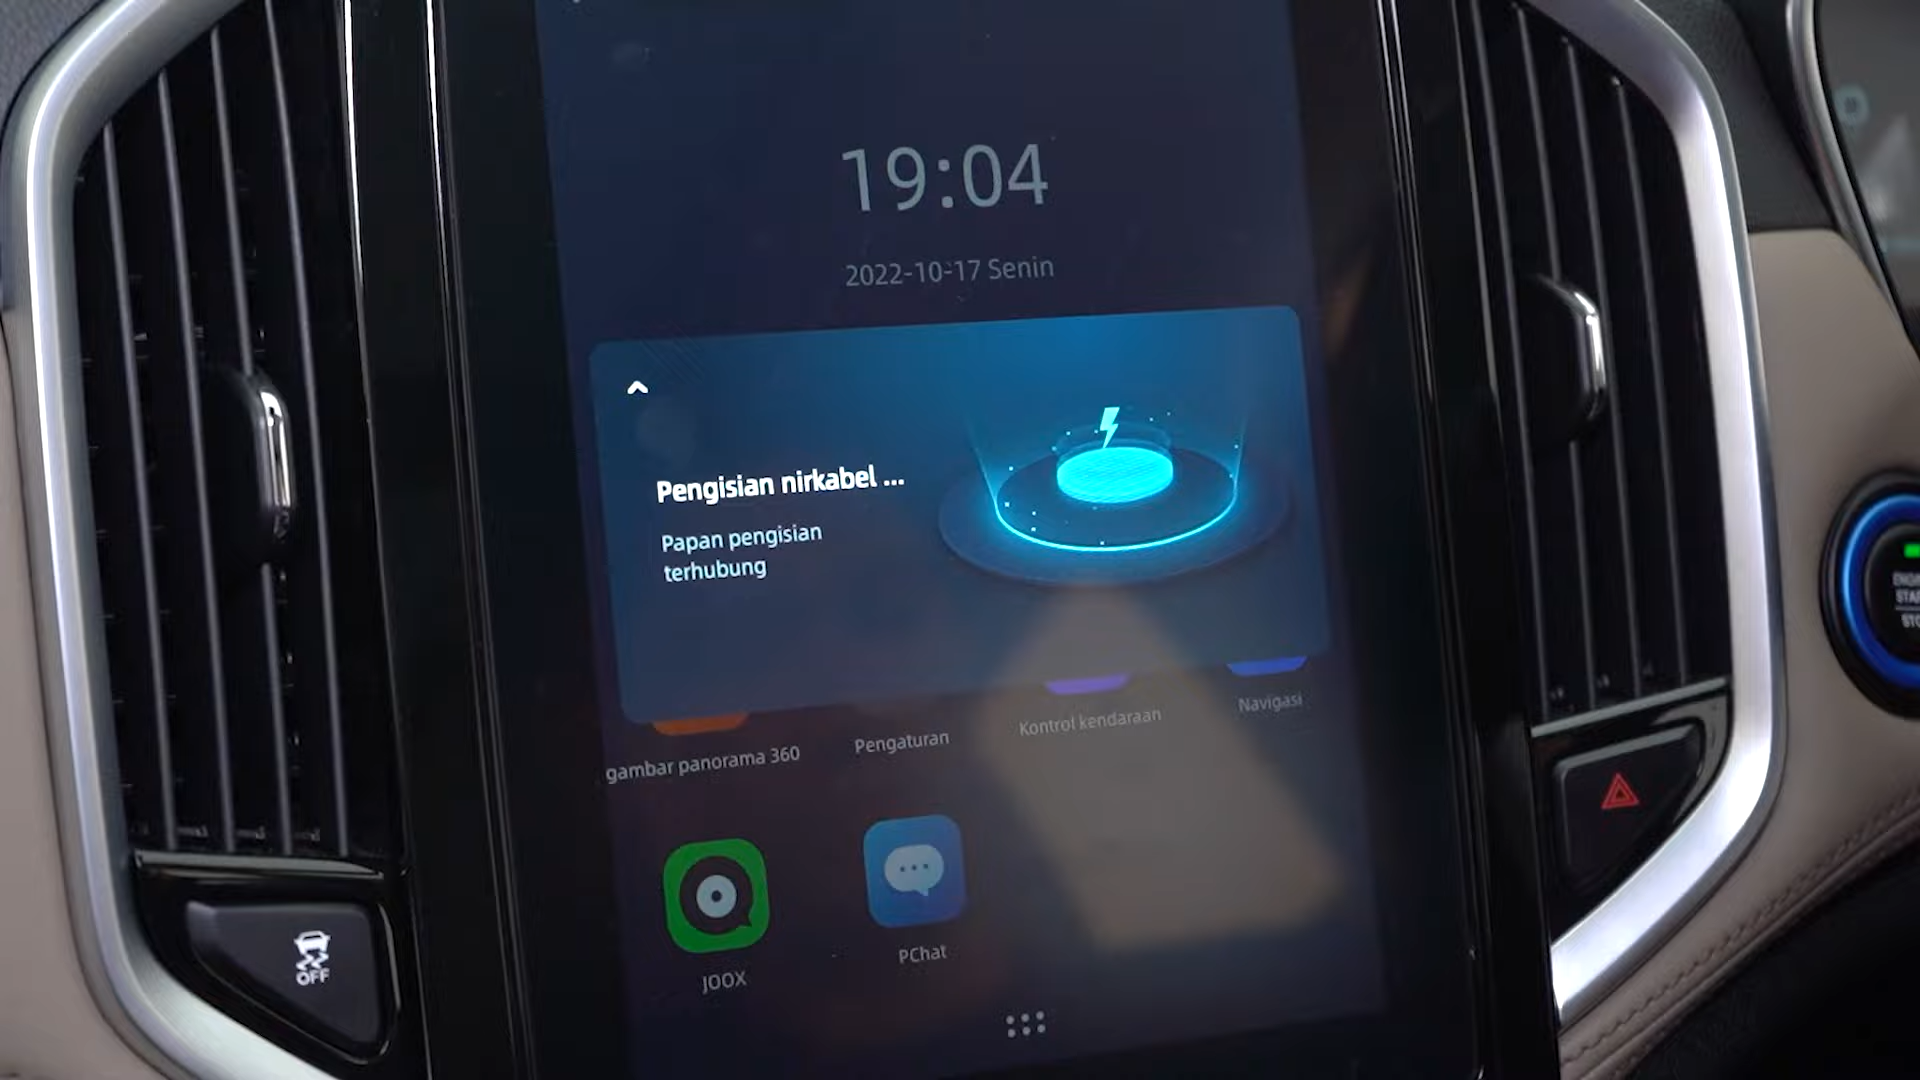 19:04
2022-10-17 Senin
Pengisian nirkabel ...
Papan pengisian
terhubung
gambar panorama 360
Pengaturan
Kontrol kendaraan
Navigasi
JOOX
PChat
OFF